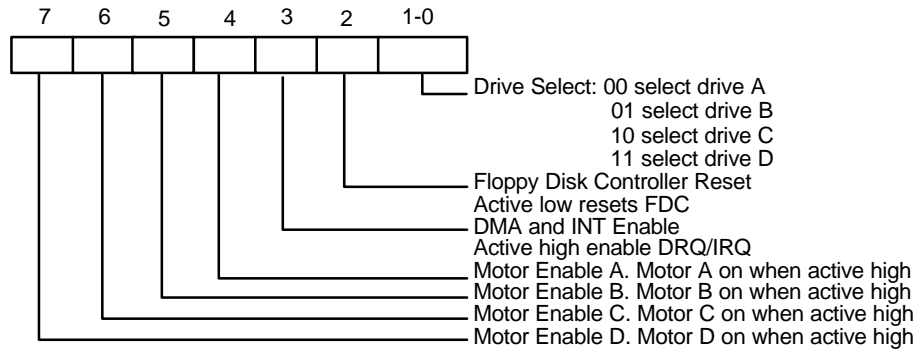 7 6 5 4 3 2 1-0
Drive Select: 00 select drive A
01 select drive B
10 select drive C
11 select drive D
Floppy Disk Controller Reset
Active low resets FDC
DMA and INT Enable
Active high enable DRQ/IRQ
Motor Enable A. Motor A on when active high
Motor Enable B. Motor B on when active high
Motor Enable C. Motor C on when active high
Motor Enable D. Motor D on when active high